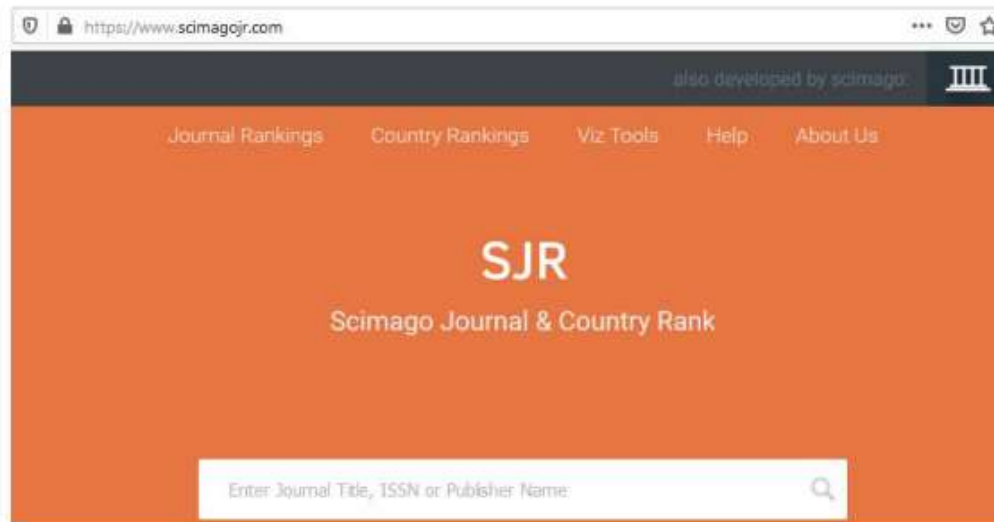 https://www.scimagojr.com
also developed by scimago:
Journal Rankings Country Rankings Viz Tools Help About Us
SJR
Scimago Journal & Country Rank
Enter Journal Title, ISSN or Publisher Name